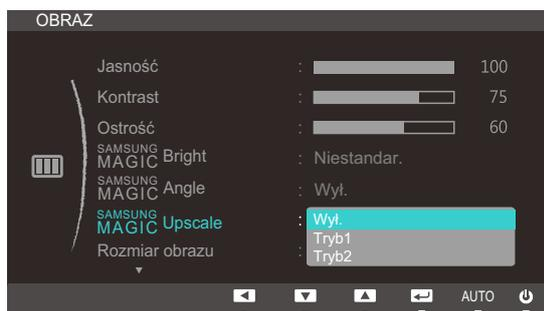 OBRAZ
Jasność : 100
Kontrast : 75
Ostrość : 60
SAMSUNG MAGIC Bright : Niestandar.
SAMSUNG MAGIC Angle : Wył.
SAMSUNG MAGIC Upscale : Wył.
Tryb1
Rozmiar obrazu : Tryb2
AUTO